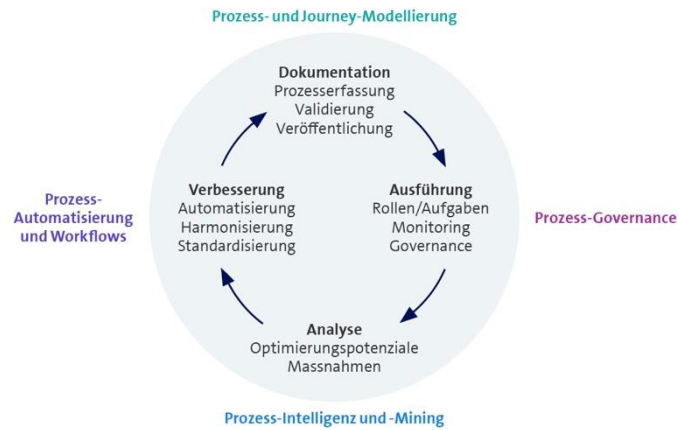 Prozess- und Journey-Modellierung
Dokumentation
Prozesserfassung
Validierung
Veröffentlichung
Prozess-
Automatisierung
und Workflows
Verbesserung
Automatisierung
Harmonisierung
Standardisierung
Ausführung
Rollen/Aufgaben
Monitoring
Governance
Prozess-Governance
Analyse
Optimierungspotenziale
Massnahmen
Prozess-Intelligenz und -Mining